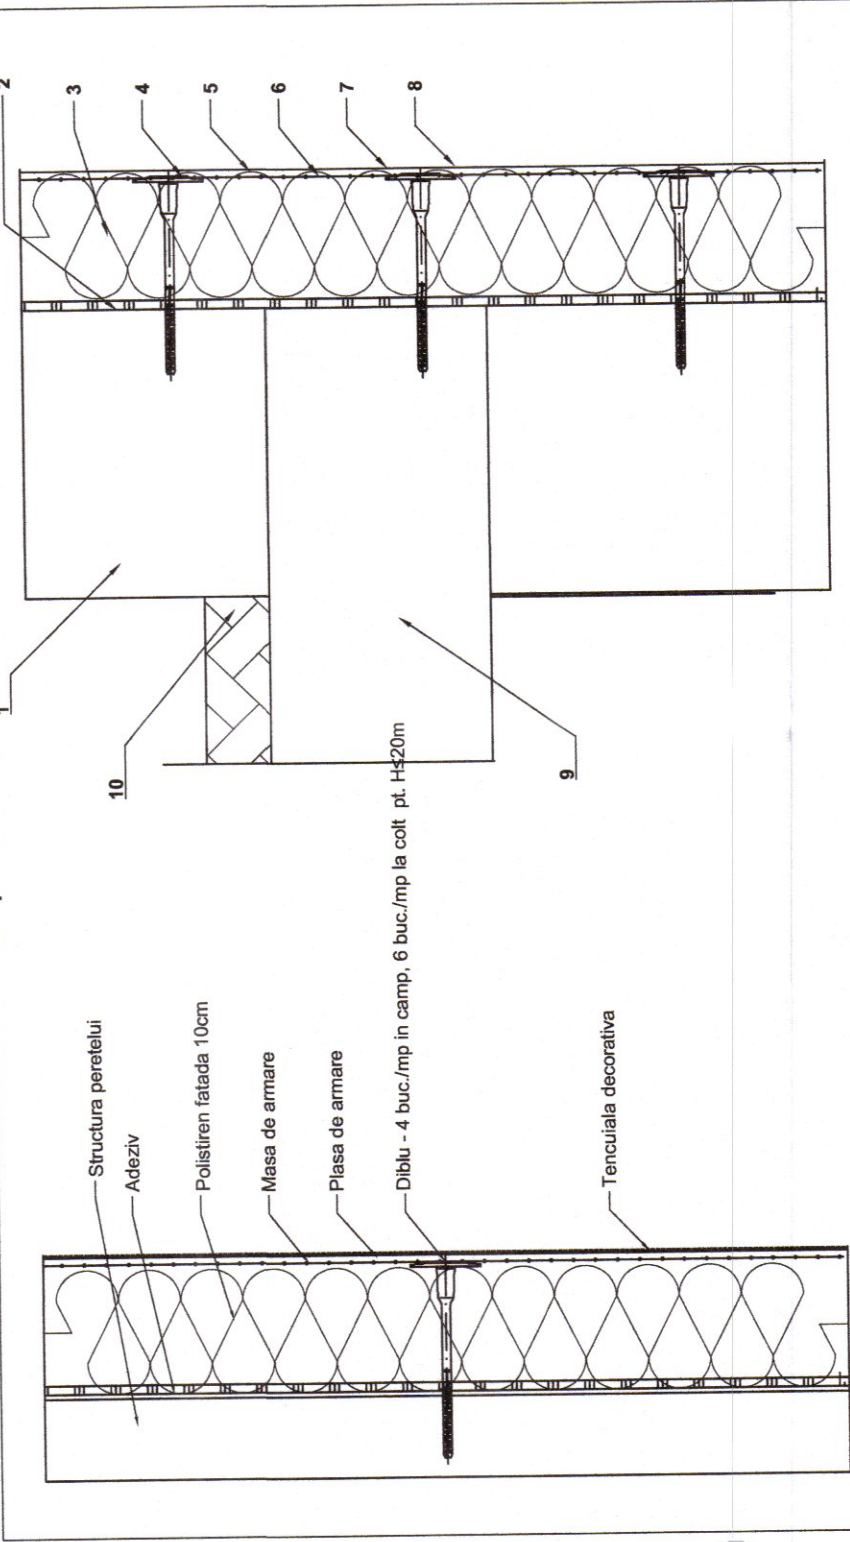 2
3
4
5
6
7
8
1
10
9
Structura peretelui
Adeziv
Polistiren fatada 10cm
Masa de armare
Plasa de armare
Diblu - 4 buc./mp in camp, 6 buc./mp la colt pt. H≤20m
Tencuiala decorativa